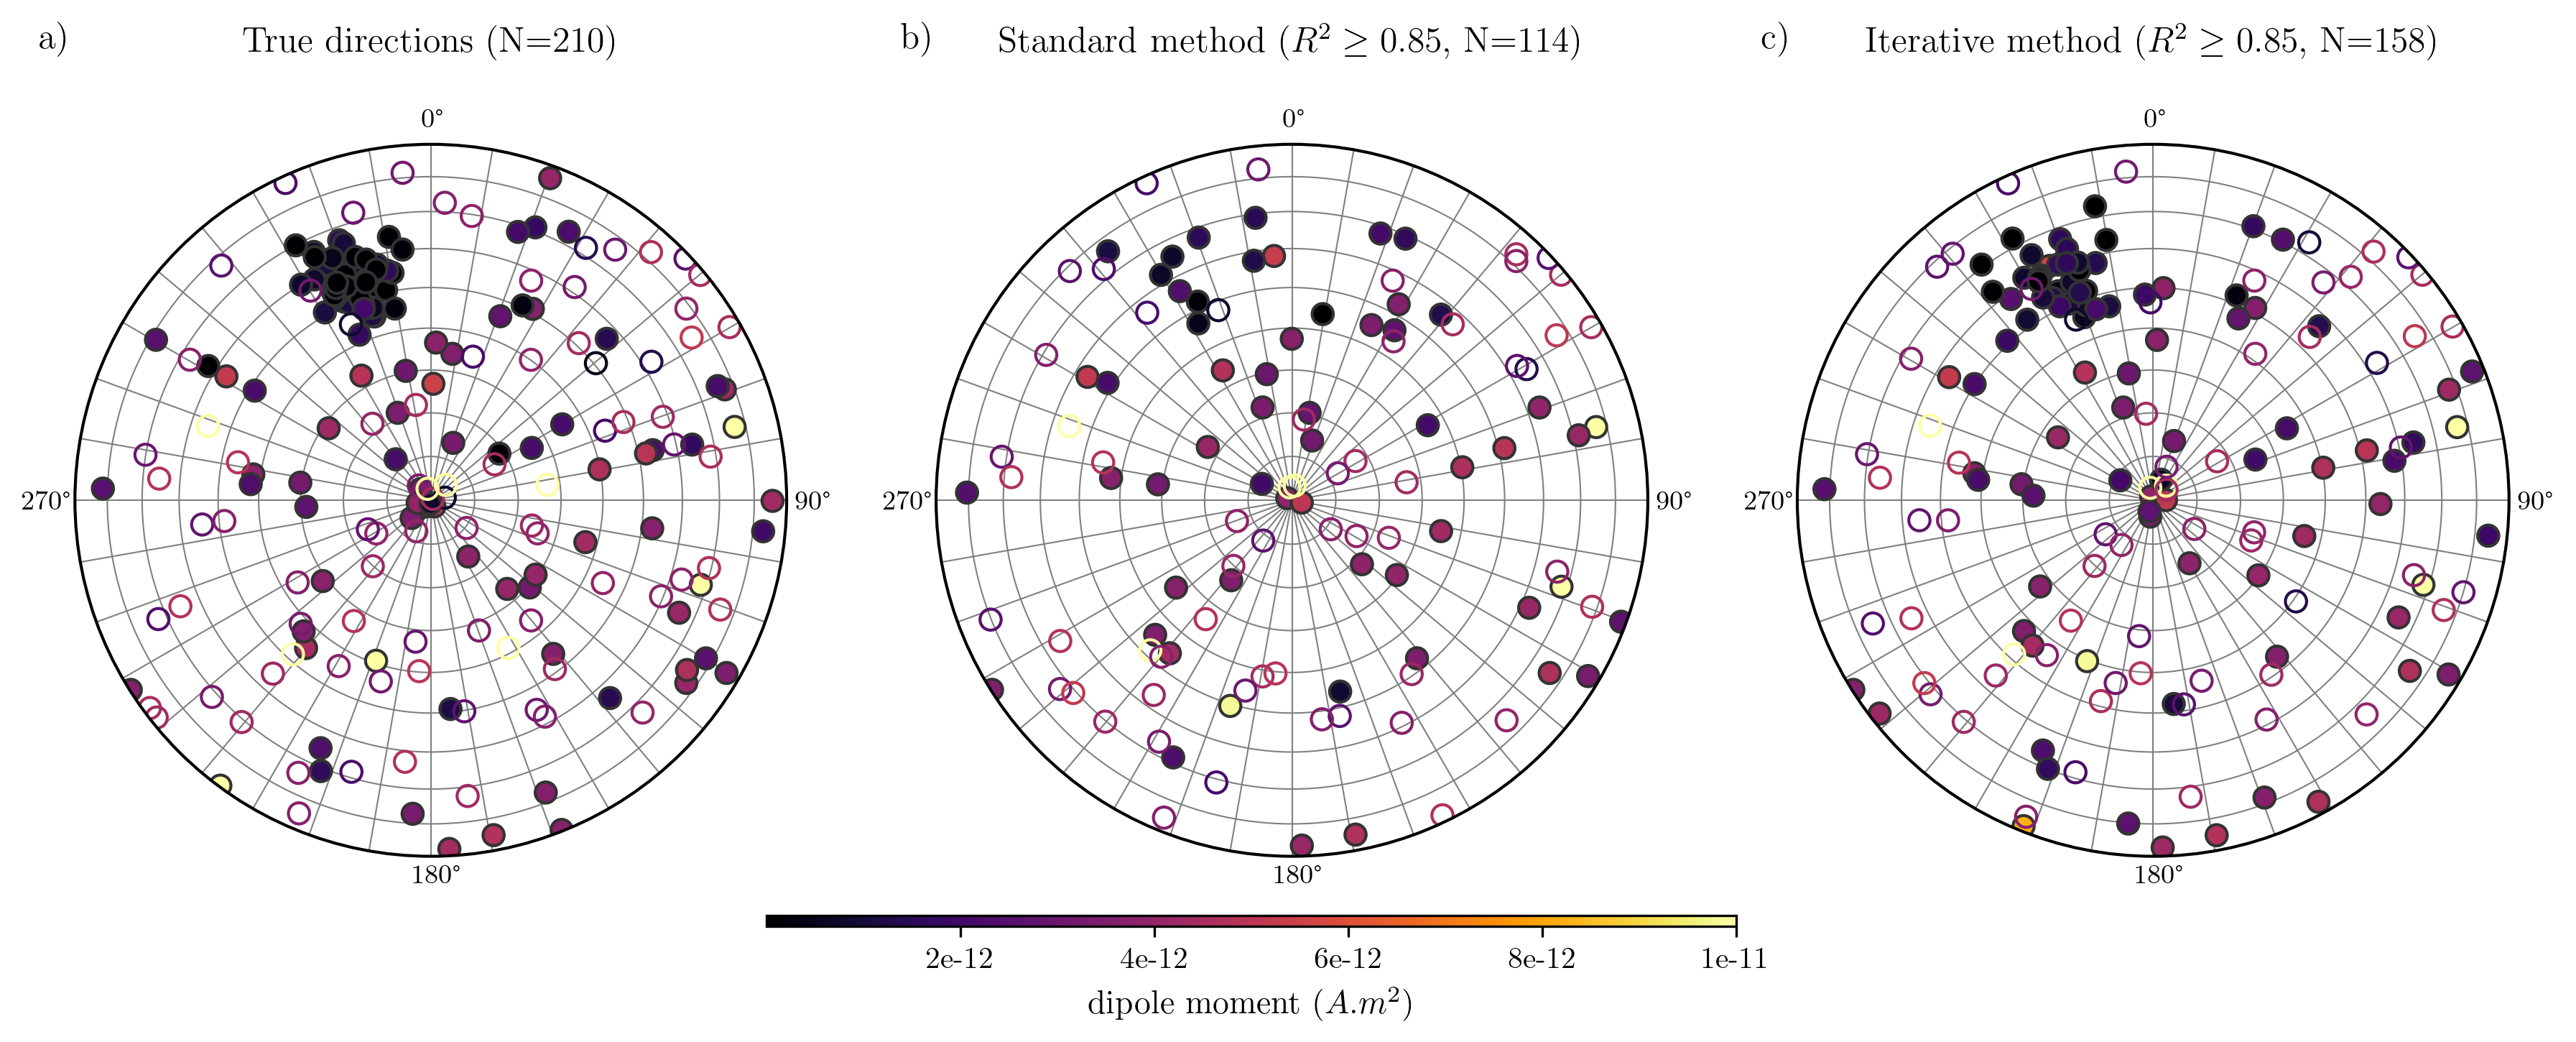 a) True directions (N=210)
b) Standard method (R² ≥ 0.85, N=114)
c) Iterative method (R² ≥ 0.85, N=158)
0° 0° 0°
270° 90° 270° 90° 270° 90°
180° 180° 180°
2e-12 4e-12 6e-12 8e-12 1e-11
dipole moment (A.m²)